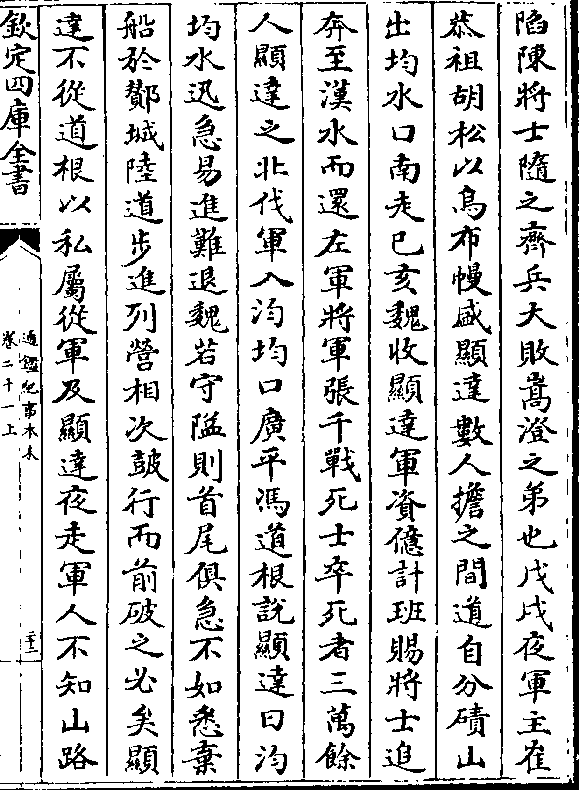 陷陳將士隨之齊兵大敗嵩澄之弟也戊戌夜軍主崔
恭祖胡松以烏布幔盛顯達數人擔之間道自分磧山
出均水口南走己亥魏收顯達軍資億計班賜將士追
奔至漢水而還左軍將軍張千戰死士卒死者三萬餘
人顯達之北伐軍入汮均口廣平馮道根說顯達曰汮
均水迅急易進難退魏若守隘則首尾俱急不如悉棄
船於酇城陸道步進列營相次鼓行而前破之必矣顯
達不從道根以私屬從軍及顯達夜走軍人不知山路
欽定四庫全書
通鑑紀事本末
卷二十一上